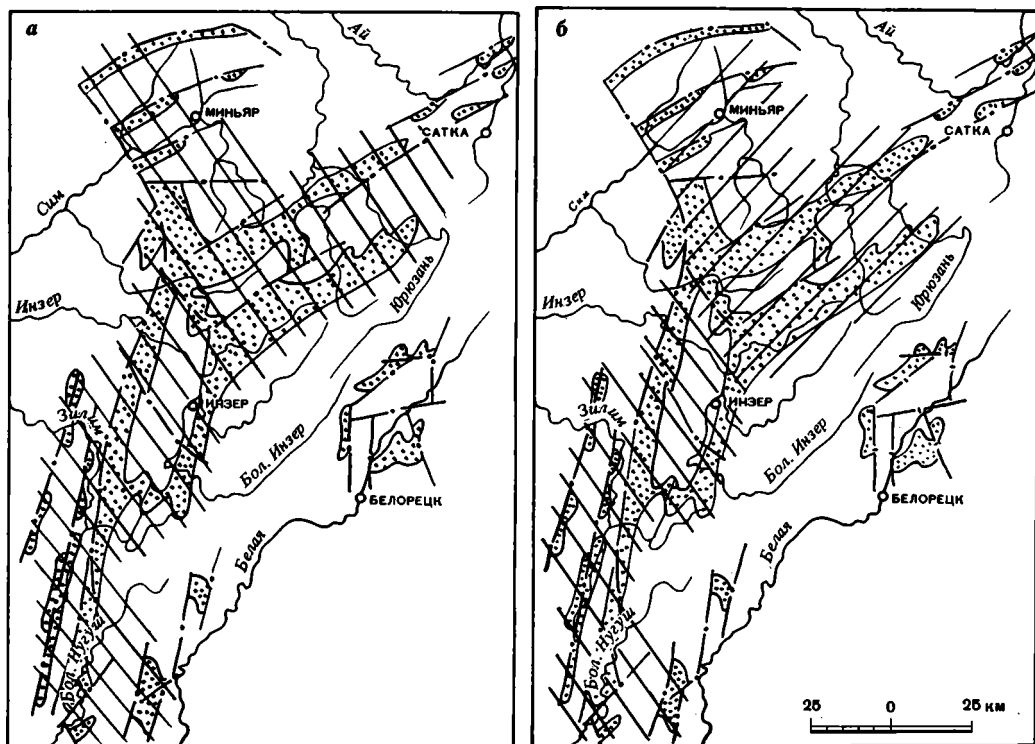 а
Ай
МИНЬЯР
САТКА
Сим
Юрюзань
Инзер
ИНЗЕР
Зилим
Бол. Инзер
БЕЛОРЕЦК
Белая
Бол. Нугуш
б
Ай
МИНЬЯР
САТКА
Сим
Юрюзань
Инзер
ИНЗЕР
Зилим
Бол. Инзер
БЕЛОРЕЦК
Белая
Бол. Нугуш
25 0 25 км